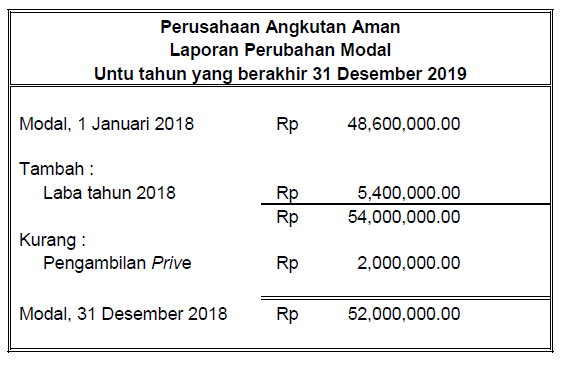 Perusahaan Angkutan Aman
Laporan Perubahan Modal
Untu tahun yang berakhir 31 Desember 2019
Modal, 1 Januari 2018 Rp 48,600,000.00
Tambah :
Laba tahun 2018 Rp 5,400,000.00
Rp 54,000,000.00
Kurang :
Pengambilan Prive Rp 2,000,000.00
Modal, 31 Desember 2018 Rp 52,000,000.00